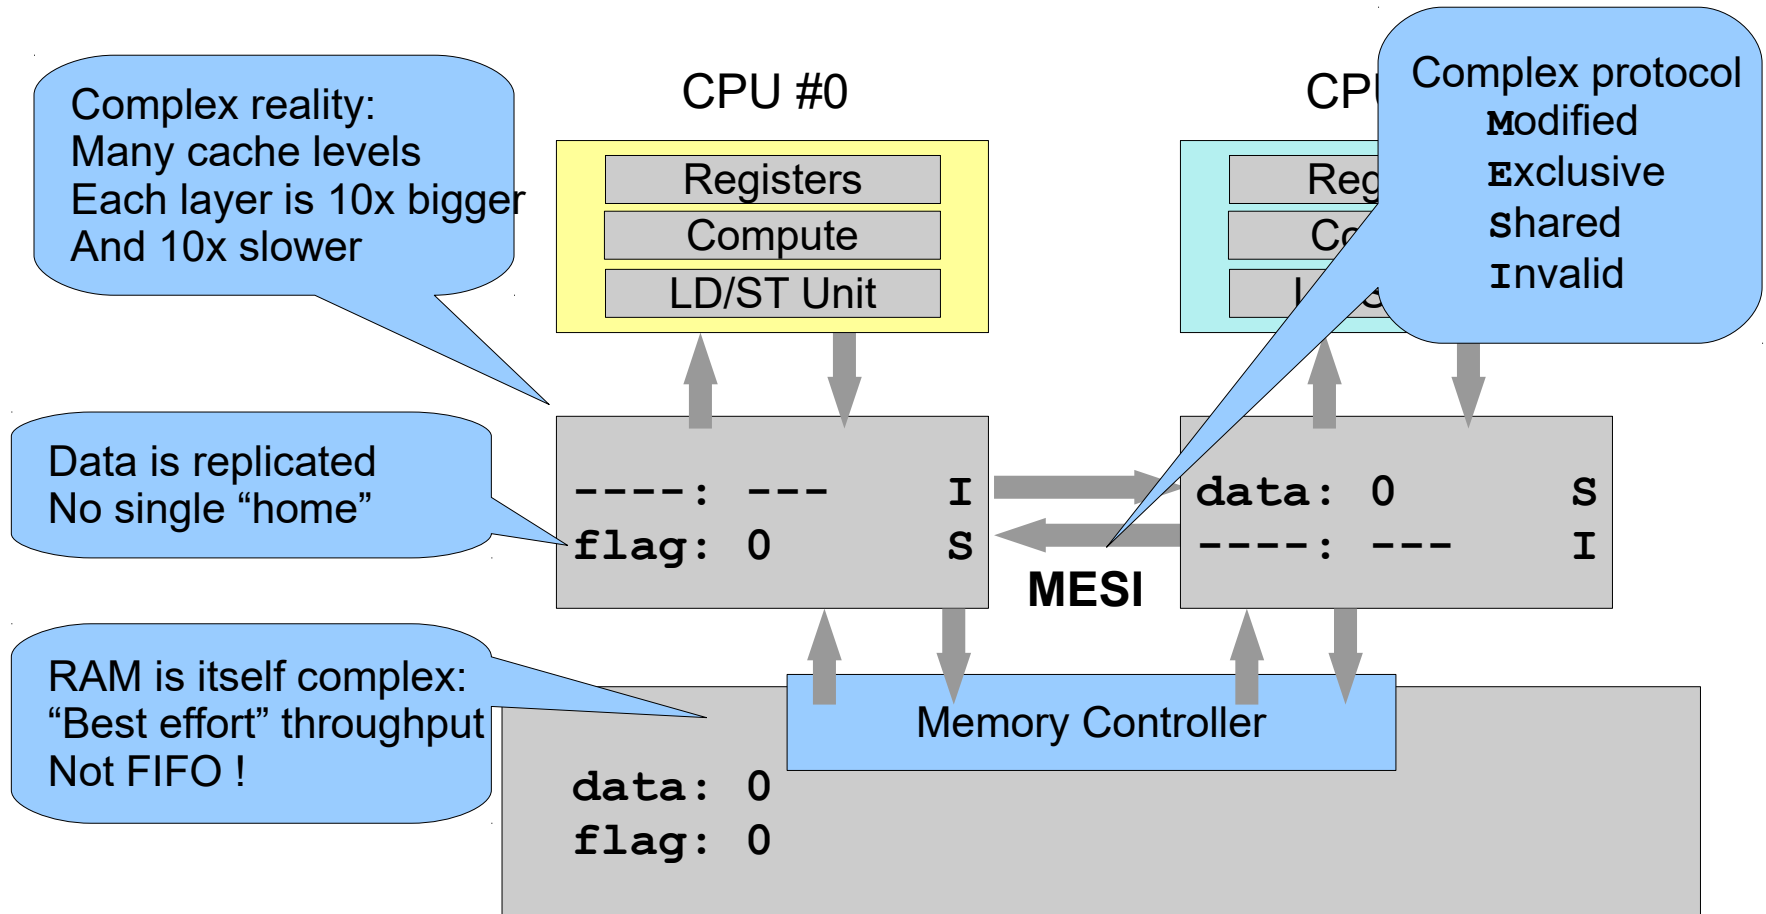 Complex reality:
Many cache levels
Each layer is 10x bigger
And 10x slower
CPU #0
Registers
Compute
LD/ST Unit
Complex protocol
Modified
Exclusive
Shared
Invalid
Data is replicated
No single “home”
----: --- I
flag: 0 S
MESI
data: 0 S
----: --- I
RAM is itself complex:
“Best effort” throughput
Not FIFO !
Memory Controller
data: 0
flag: 0